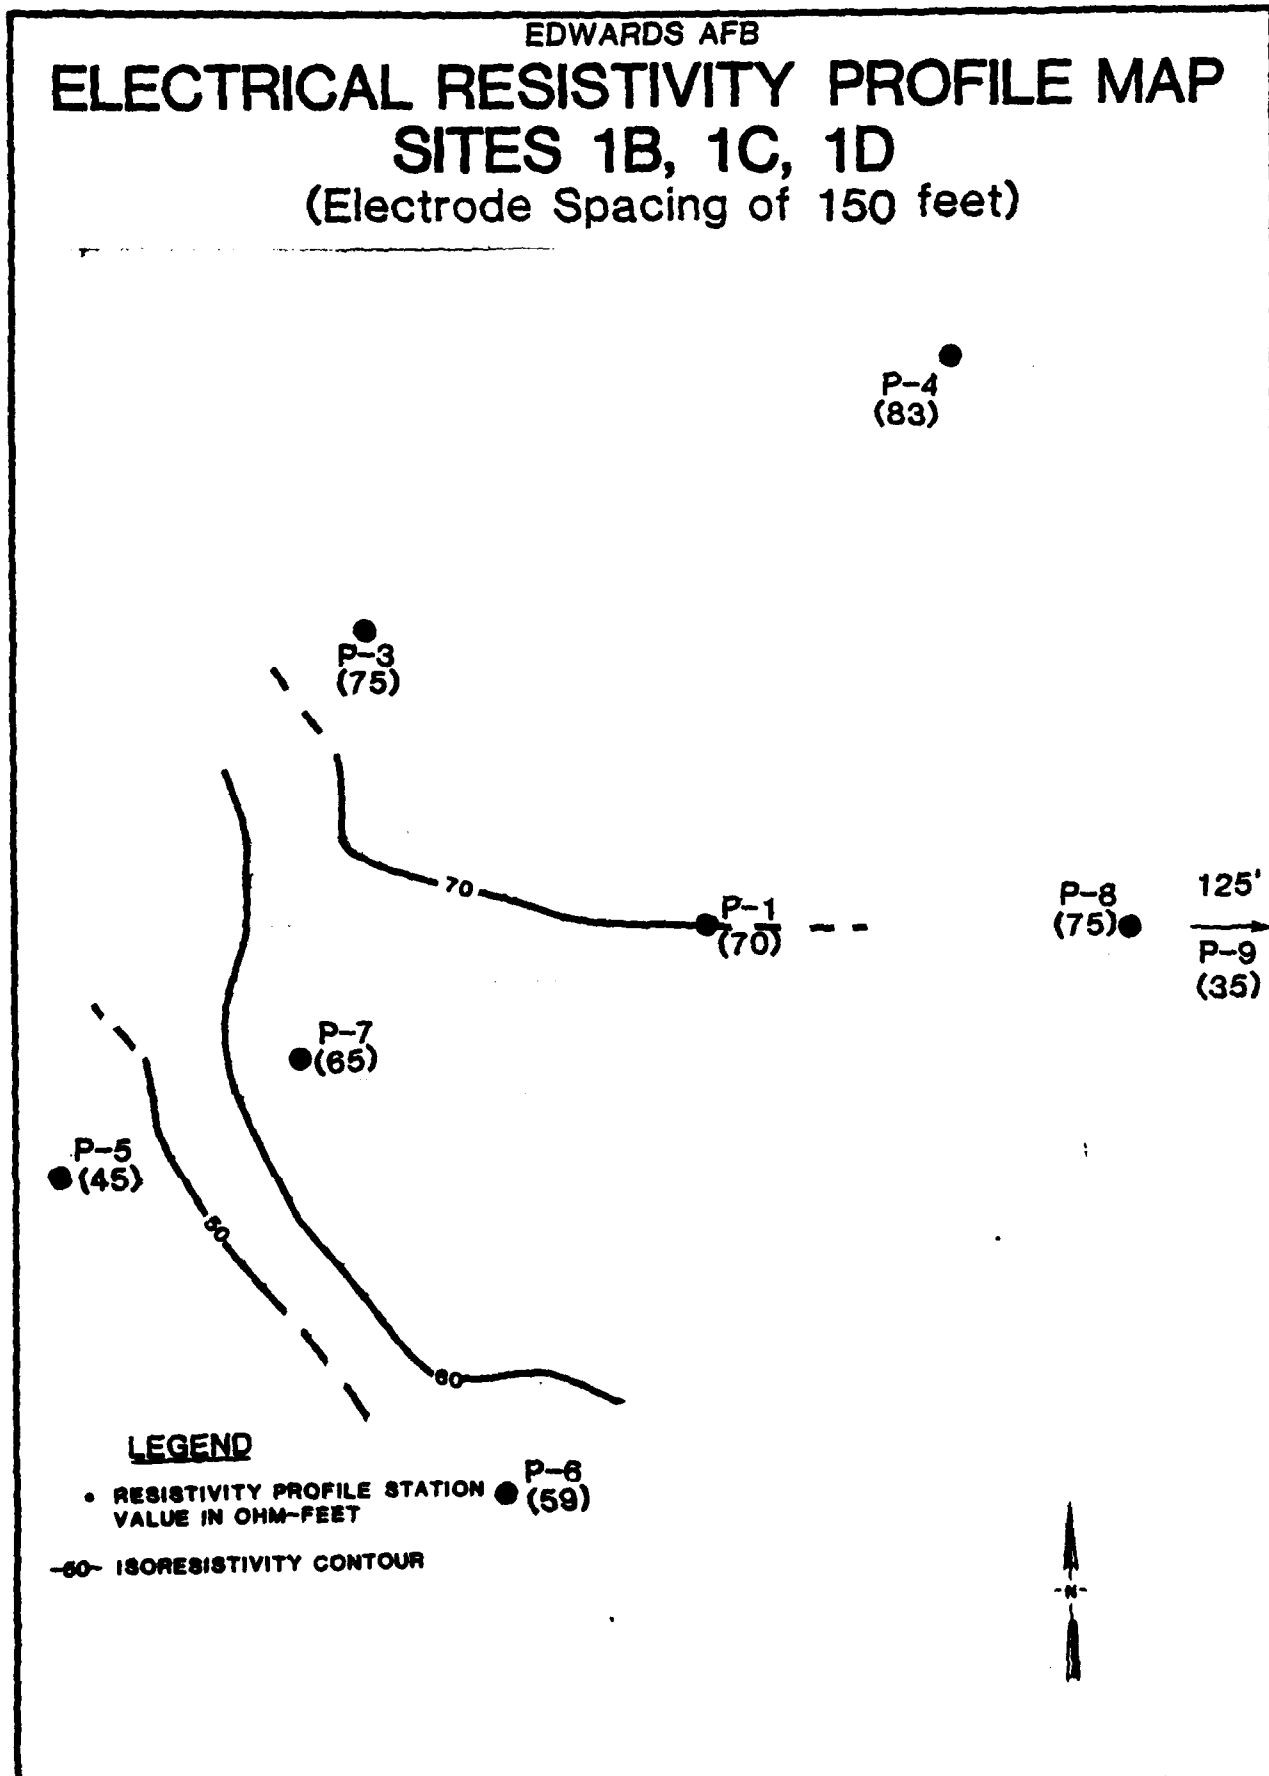 EDWARDS AFB
ELECTRICAL RESISTIVITY PROFILE MAP
SITES 1B, 1C, 1D
(Electrode Spacing of 150 feet)
P-4
(83)
P-3
(75)
70
P-1
(70)
P-8
(75)
125'
P-9
(35)
P-7
(65)
P-5
(45)
50
60
LEGEND
• RESISTIVITY PROFILE STATION
VALUE IN OHM-FEET
P-6
(59)
-60- ISORESISTIVITY CONTOUR
-N-